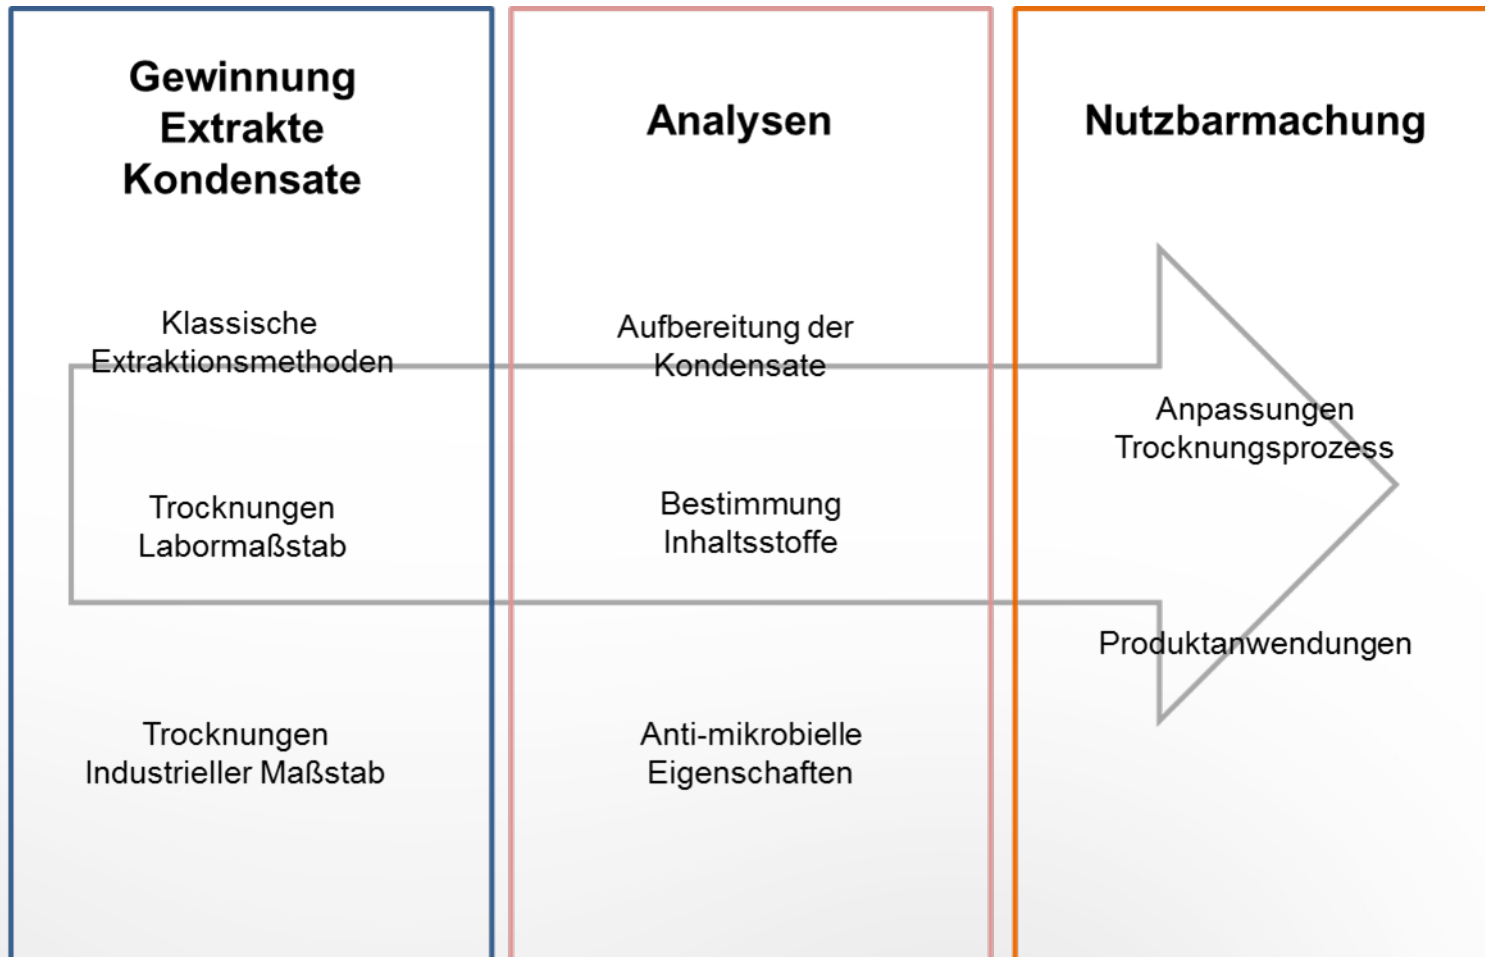 Gewinnung
Extrakte
Kondensate
Klassische
Extraktionsmethoden
Trocknungen
Labormaßstab
Trocknungen
Industrieller Maßstab
Analysen
Aufbereitung der
Kondensate
Bestimmung
Inhaltsstoffe
Anti-mikrobielle
Eigenschaften
Nutzbarmachung
Anpassungen
Trocknungsprozess
Produktanwendungen